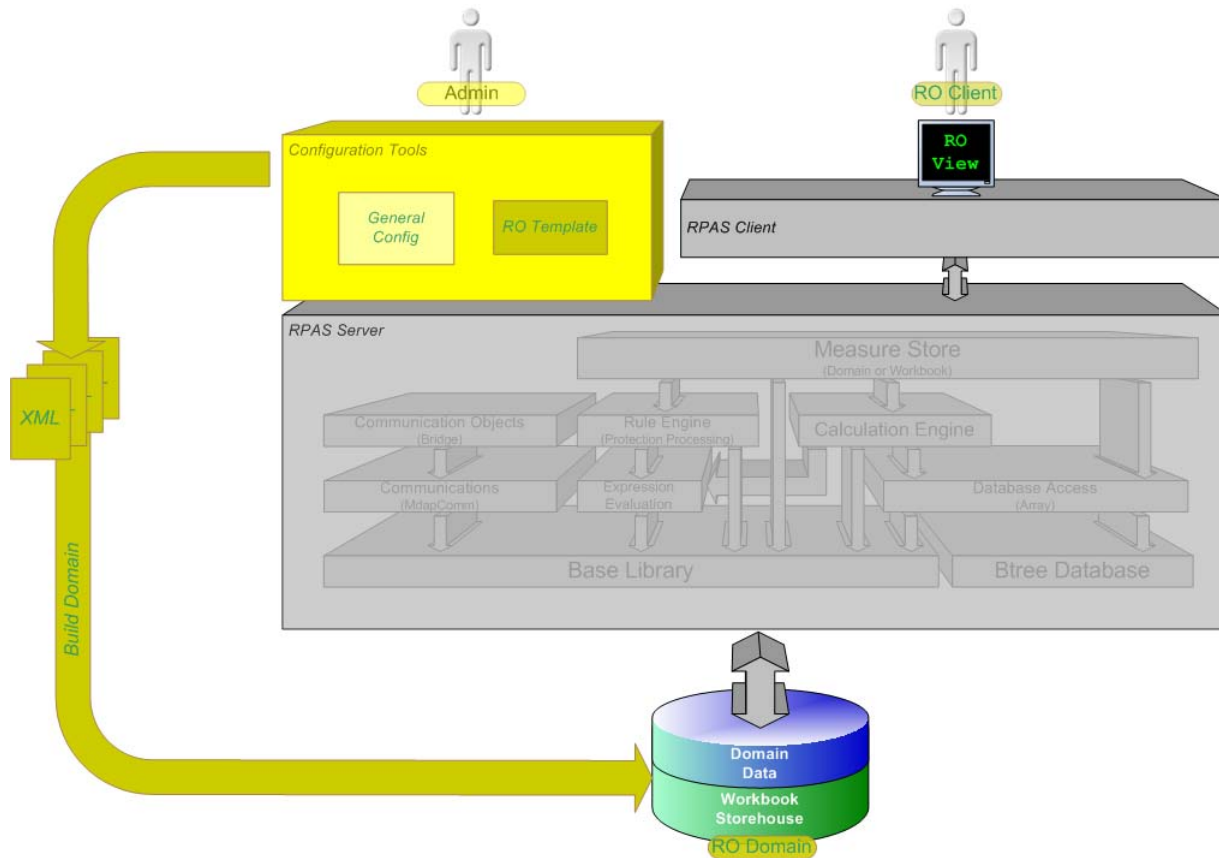 Admin
RO Client
RO
View
Configuration Tools
General
Config
RO Template
RPAS Client
RPAS Server
Measure Store
(Domain or Workbook)
Communication Objects
(Bridge)
Rule Engine
(Protection Processing)
Calculation Engine
Communications
(MdapComm)
Expression
Evaluation
Database Access
(Array)
Base Library
Btree Database
XML
Build Domain
Domain
Data
Workbook
Storehouse
RO Domain